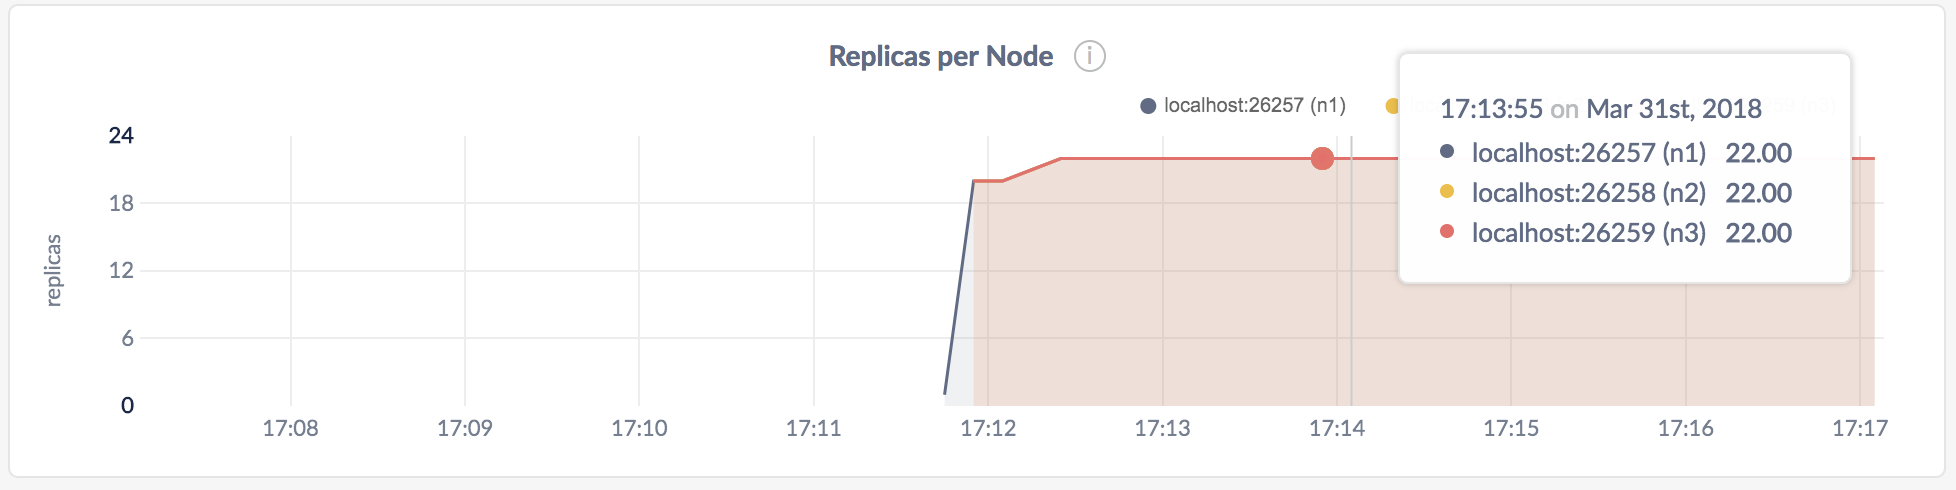 Replicas per Node i
localhost:26257 (n1)
17:13:55 on Mar 31st, 2018
localhost:26257 (n1) 22.00
localhost:26258 (n2) 22.00
localhost:26259 (n3) 22.00
24
18
12
6
0
replicas
17:08 17:09 17:10 17:11 17:12 17:13 17:14 17:15 17:16 17:17